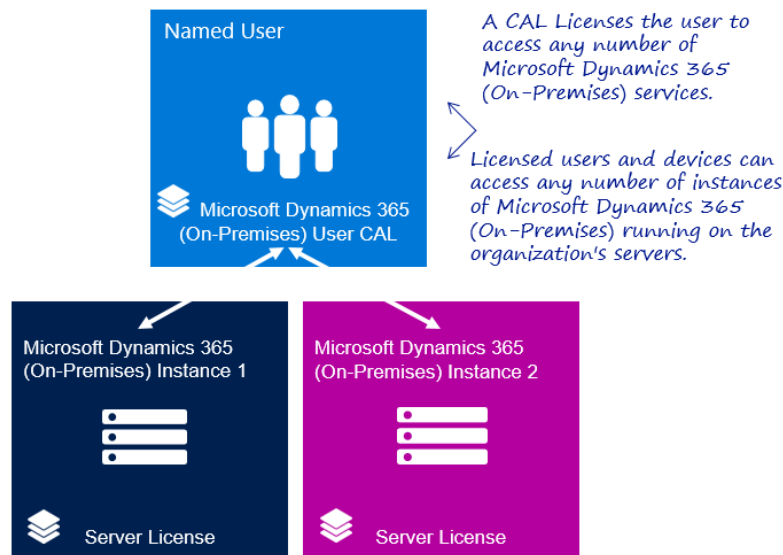 Named User
Microsoft Dynamics 365
(On-Premises) User CAL
A CAL Licenses the user to
access any number of
Microsoft Dynamics 365
(On-Premises) services.
Licensed users and devices can
access any number of instances
of Microsoft Dynamics 365
(On-Premises) running on the
organization's servers.
Microsoft Dynamics 365
(On-Premises) Instance 1
Server License
Microsoft Dynamics 365
(On-Premises) Instance 2
Server License